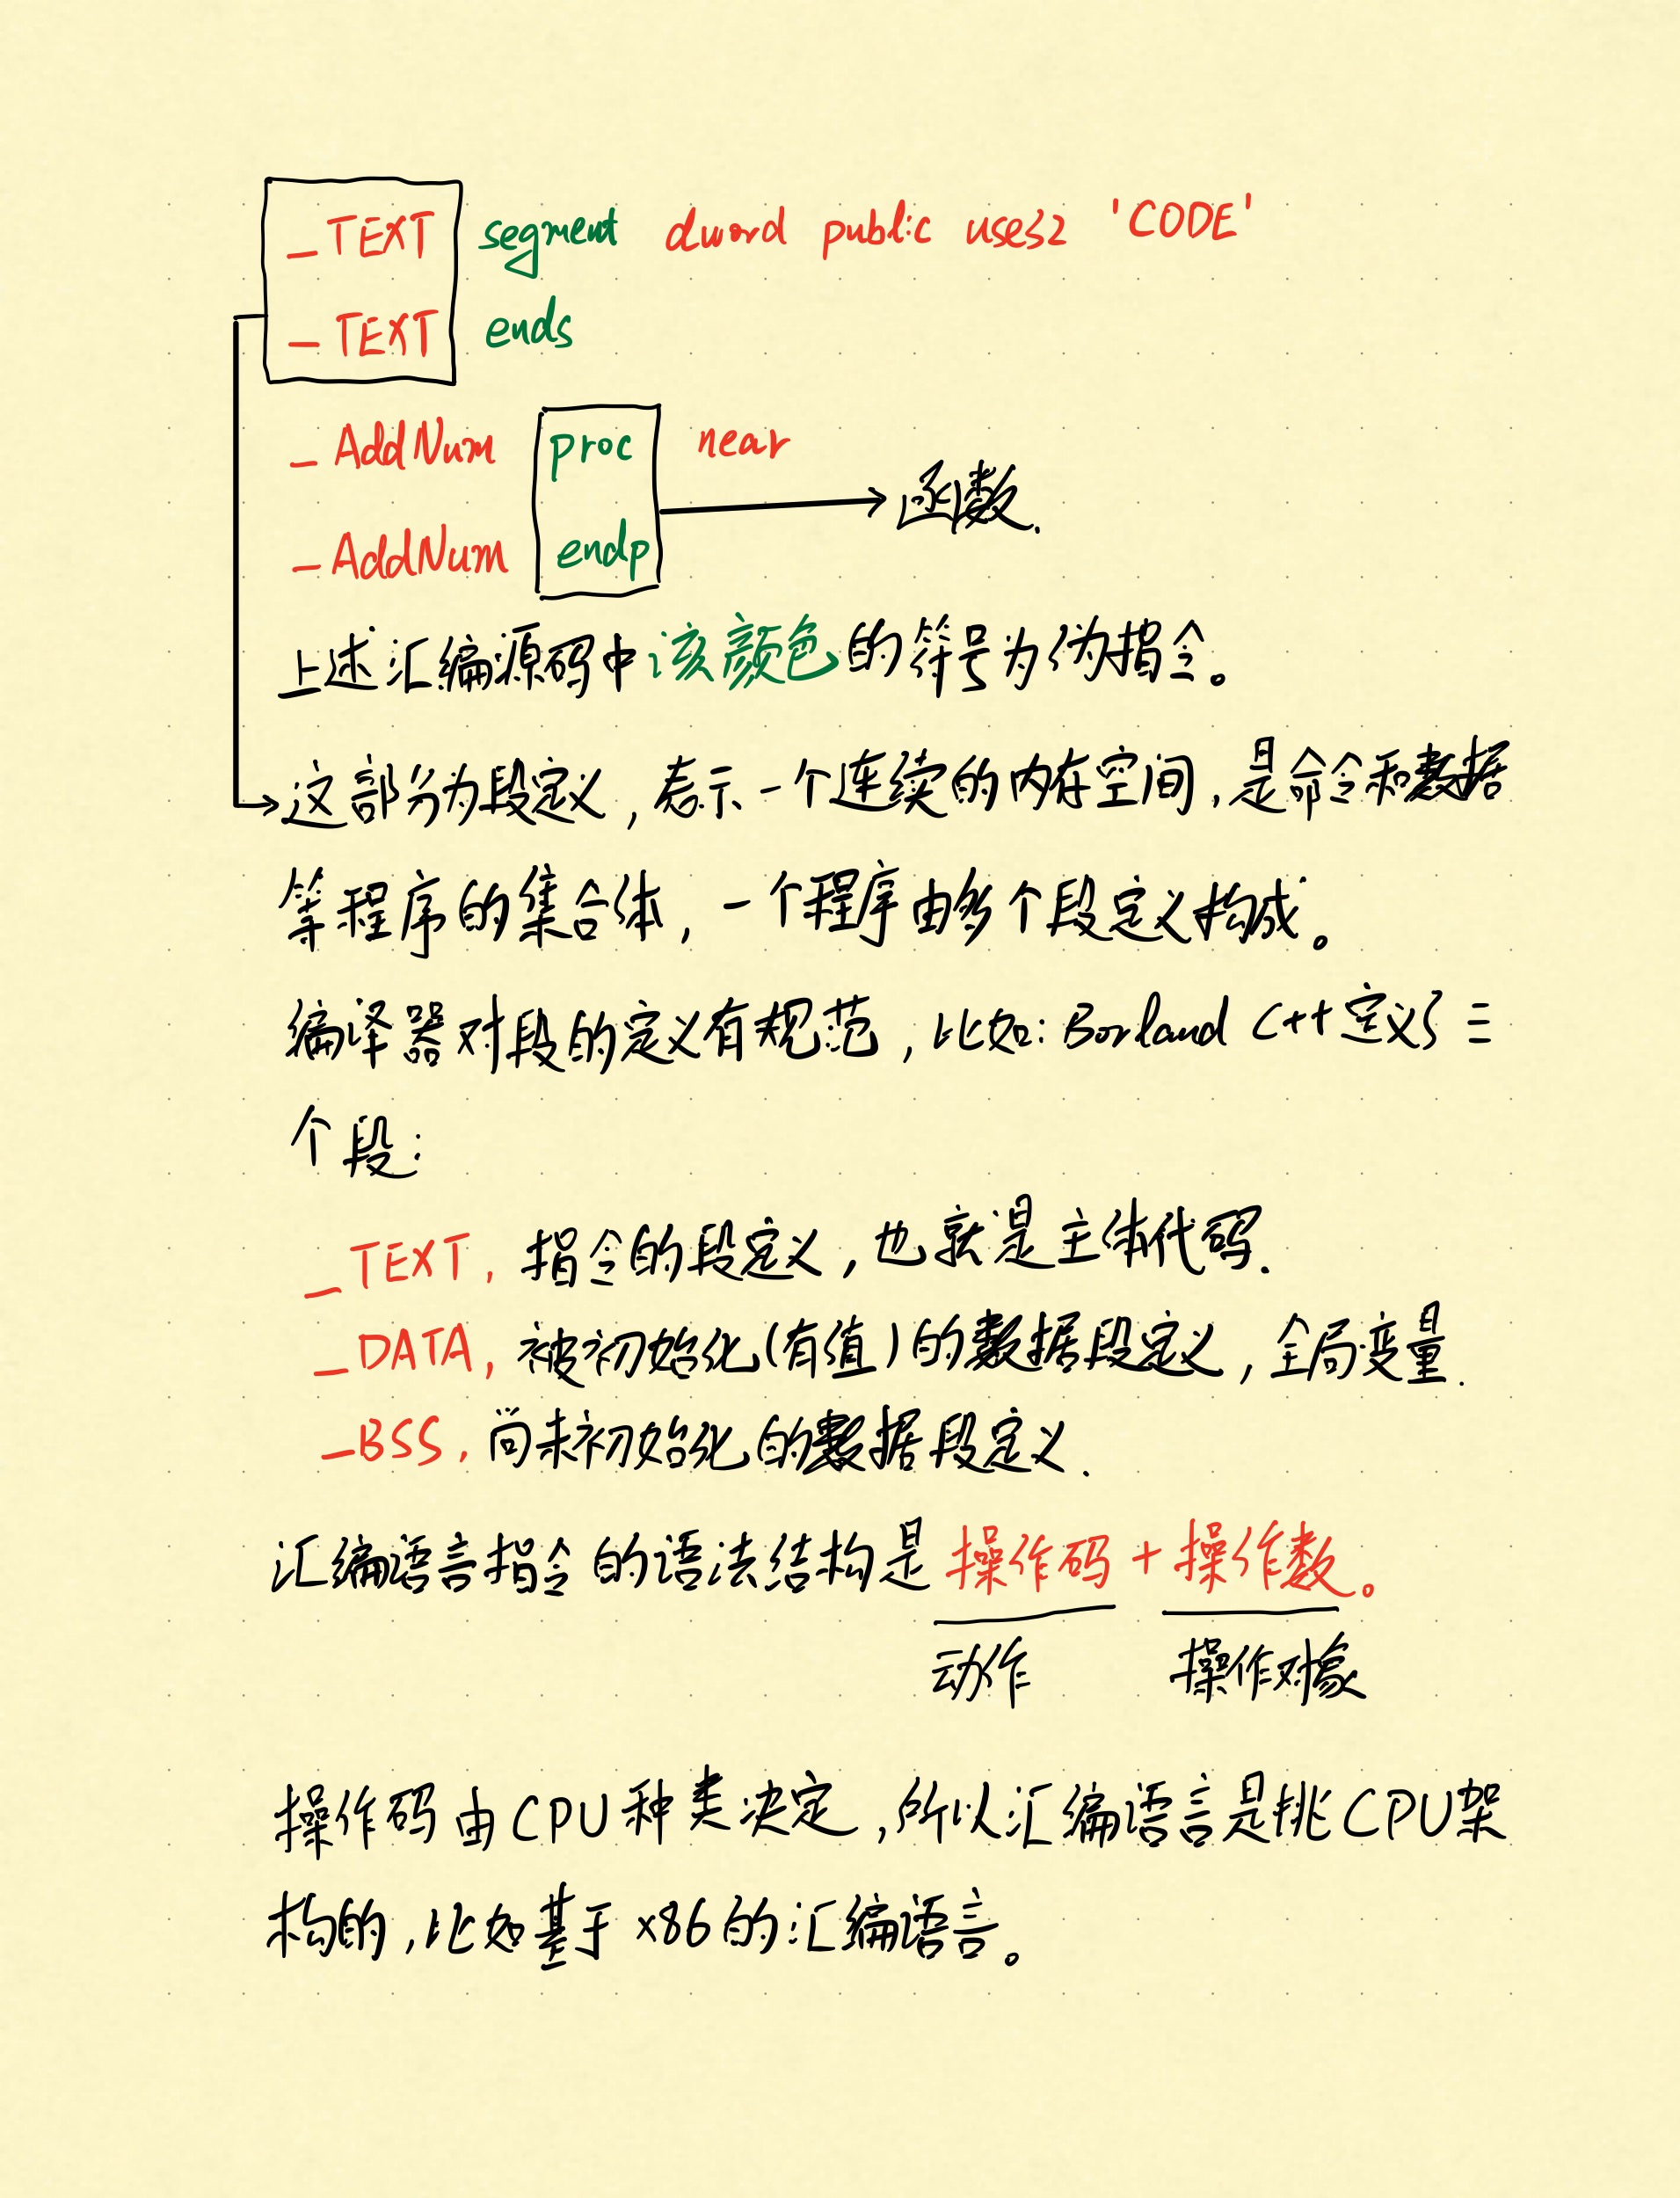 _TEXT segment dword public use32 'CODE'
_TEXT ends
_AddNum proc near
函数.
_AddNum endp
上述汇编源码中该颜色的符号为伪指令。
这部分为段定义,表示一个连续的内存空间,是命令和数据
等程序的集合体,一个程序由多个段定义构成。
编译器对段的定义有规范,比如:Borland C++定义了三
个段:
_TEXT,指令的段定义,也就是主体代码.
_DATA,被初始化(有值)的数据段定义,全局变量.
_BSS,尚未初始化的数据段定义.
汇编语言指令的语法结构是操作码+操作数。
动作 操作对象
操作码由CPU种类决定,所以汇编语言是挑CPU架
构的,比如基于x86的汇编语言。